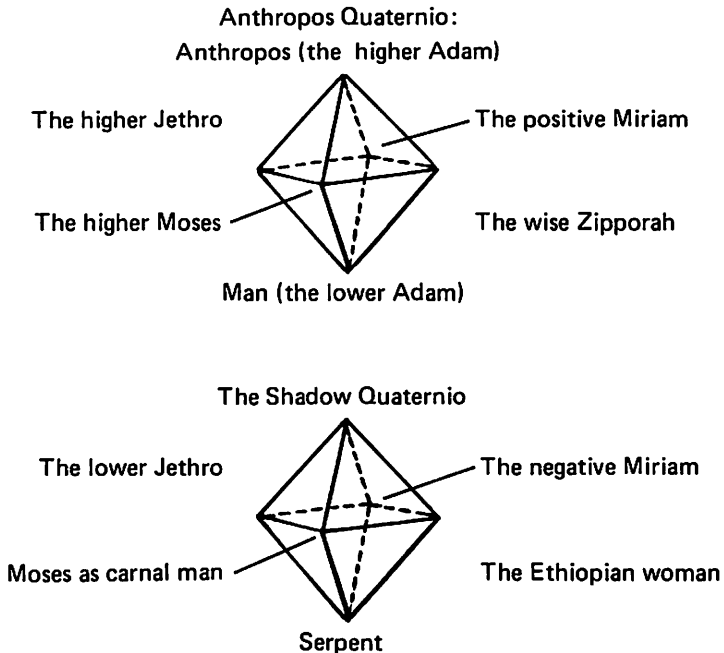 Anthropos Quaternio:
Anthropos (the higher Adam)
The higher Jethro
The positive Miriam
The higher Moses
The wise Zipporah
Man (the lower Adam)
The Shadow Quaternio
The lower Jethro
The negative Miriam
Moses as carnal man
The Ethiopian woman
Serpent